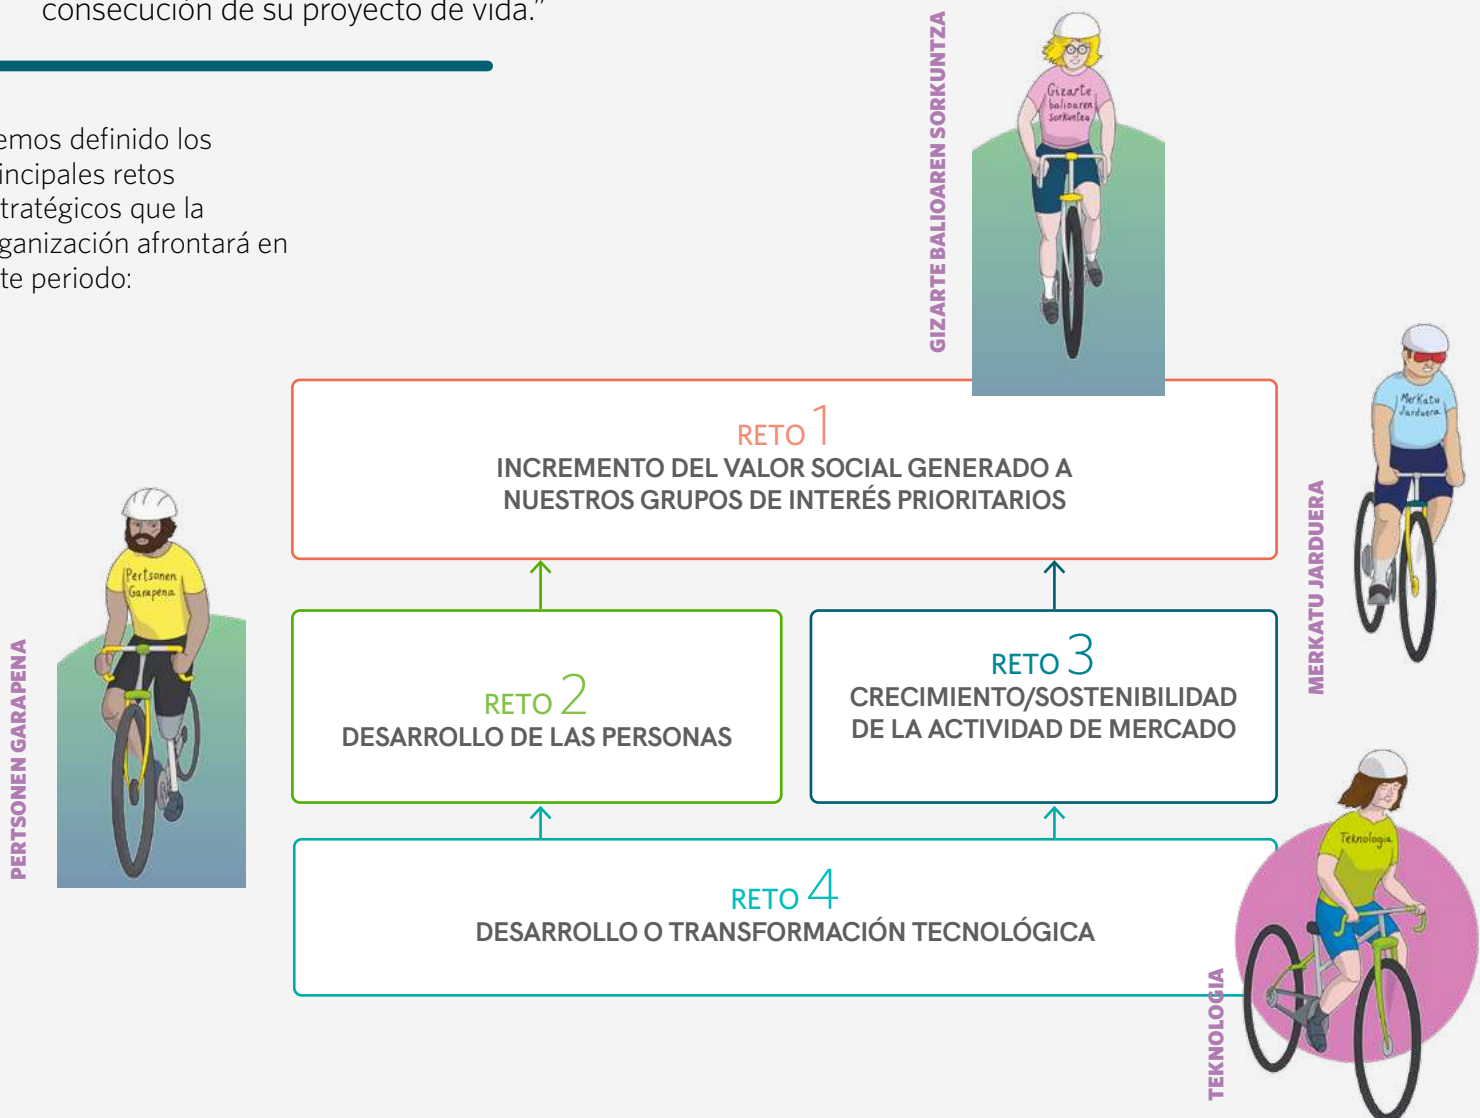 consecución de su proyecto de vida."
emos definido los
incipales retos
tratégicos que la
ganización afrontará en
te periodo:
GIZARTE BALIOAREN SORKUNTZA
Gizarte
balioaren
Sorkuntza
RETO 1
INCREMENTO DEL VALOR SOCIAL GENERADO A
NUESTROS GRUPOS DE INTERÉS PRIORITARIOS
MERKATU JARDUERA
Merkatu
Jarduera
PERTSONEN GARAPENA
Pertsonen
Garapena
RETO 2
DESARROLLO DE LAS PERSONAS
RETO 3
CRECIMIENTO/SOSTENIBILIDAD
DE LA ACTIVIDAD DE MERCADO
RETO 4
DESARROLLO O TRANSFORMACIÓN TECNOLÓGICA
TEKNOLOGIA
Teknologia